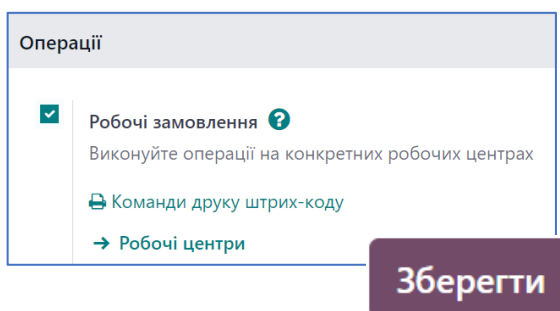 Операції
Робочі замовлення ?
Виконуйте операції на конкретних робочих центрах
Команди друку штрих-коду
→ Робочі центри
Зберегти